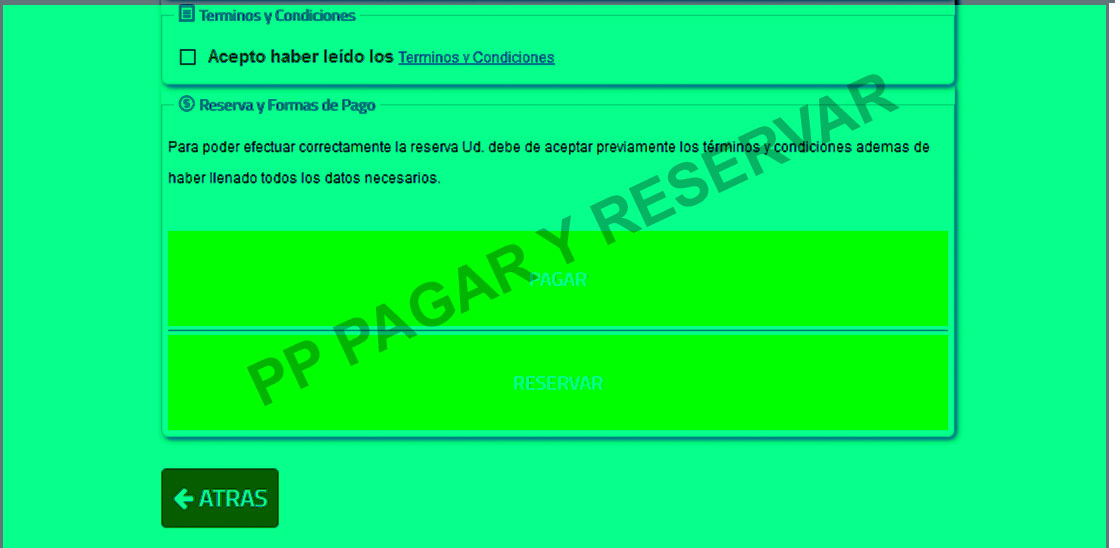 Terminos y Condiciones
Acepto haber leido los Terminos y Condiciones
Reserva y Formas de Pago
Para poder efectuar correctamente la reserva Ud. debe de aceptar previamente los términos y condiciones ademas de
haber llenado todos los datos necesarios.
PP PAGAR Y RESERVAR
PAGAR
RESERVAR
ATRAS